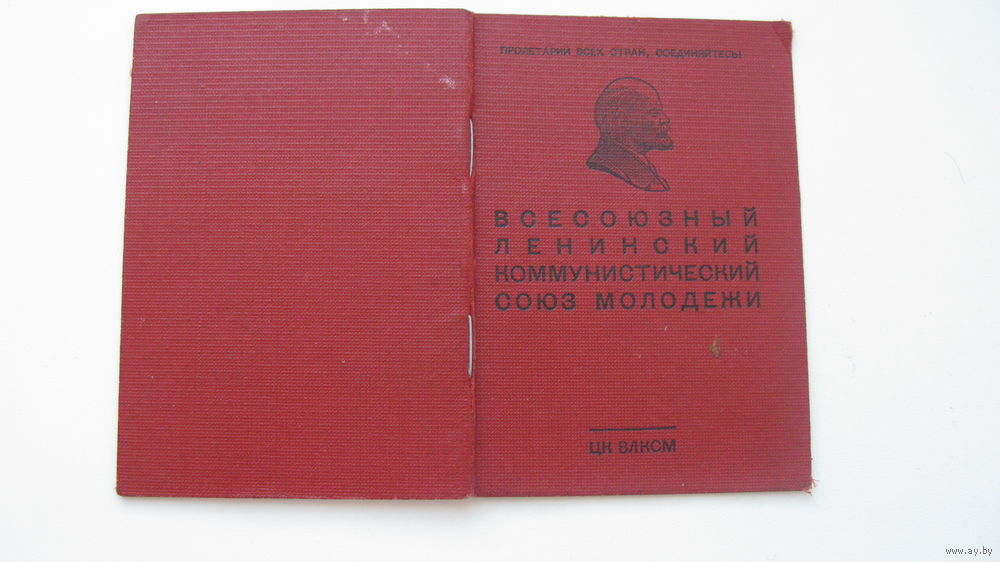 ПРОЛЕТАРИИ ВСЕХ СТРАН, СОЕДИНЯЙТЕСЬ!
ВСЕСОЮЗНЫЙ
ЛЕНИНСКИЙ
КОММУНИСТИЧЕСКИЙ
СОЮЗ МОЛОДЕЖИ
ЦК ВЛКСМ
www.ay.by